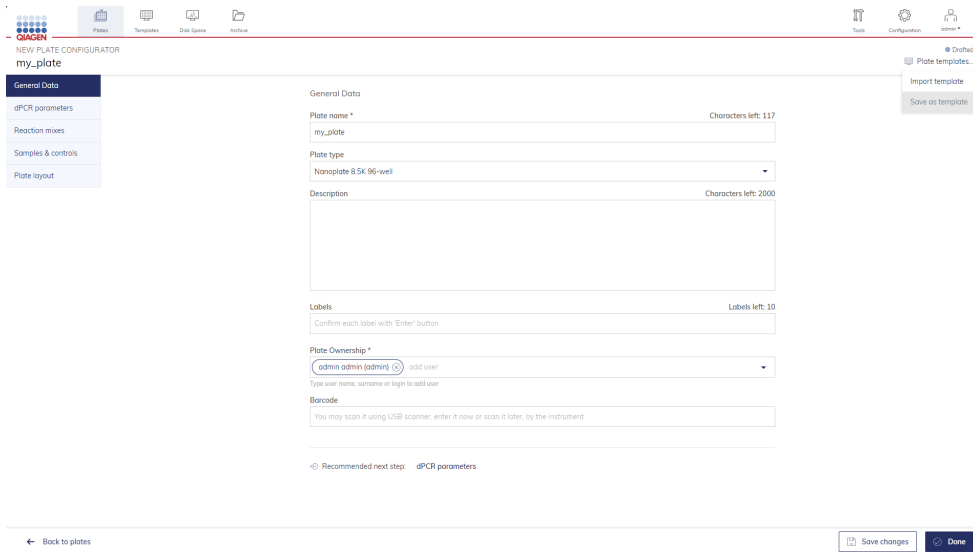 QIAGEN
Plates
Templates
Disk Space
Archive
Tools
Configuration
admin
NEW PLATE CONFIGURATOR
my_plate
Drafted
Plate templates...
Import template
Save as template
General Data
dPCR parameters
Reaction mixes
Samples & controls
Plate layout
General Data
Plate name * Characters left: 117
my_plate
Plate type
Nanoplate 8.5K 96-well
Description Characters left: 2000
Labels Labels left: 10
Confirm each label with 'Enter' button
Plate Ownership *
admin admin (admin) add user
Type user name, surname or login to add user
Barcode
You may scan it using USB scanner, enter it now or scan it later, by the instrument
Recommended next step: dPCR parameters
Back to plates
Save changes
Done